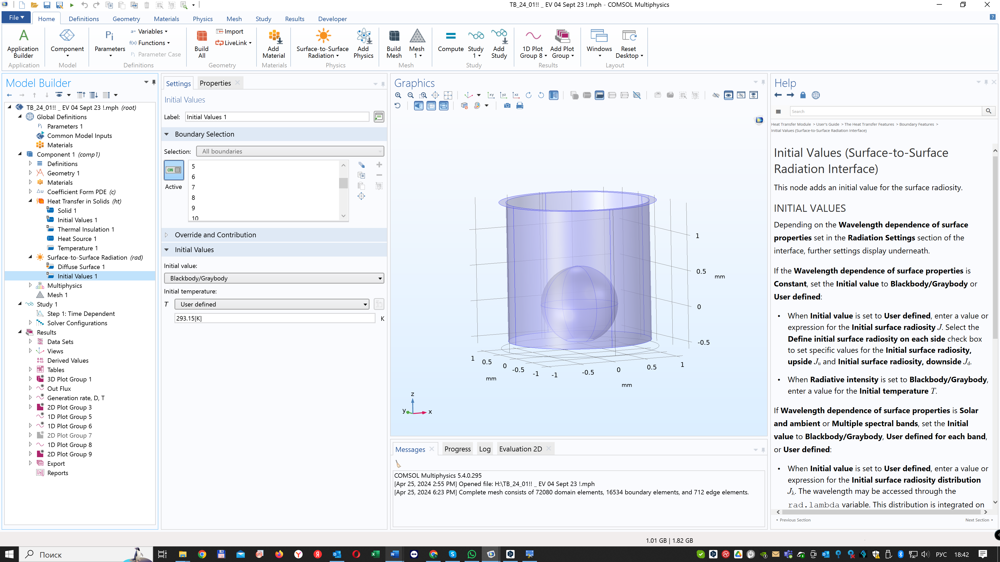 TB_24_01!! _ EV 04 Sept 23 !.mph - COMSOL Multiphysics
File
Home
Definitions
Geometry
Materials
Physics
Mesh
Study
Results
Developer
Application Builder
Component
Parameters
a= Variables
f(x) Functions
Pi Parameter Case
Build All
Import
LiveLink
Add Material
Surface-to-Surface Radiation
Add Physics
Build Mesh
Mesh 1
Compute
Study 1
Add Study
1D Plot Group 8
Add Plot Group
Windows
Reset Desktop
Application
Model
Definitions
Geometry
Materials
Physics
Mesh
Study
Results
Layout
Model Builder
TB_24_01!! _ EV 04 Sept 23 !.mph (root)
Global Definitions
Pi Parameters 1
Common Model Inputs
Materials
Component 1 (comp1)
Definitions
Geometry 1
Materials
Δu Coefficient Form PDE (c)
Heat Transfer in Solids (ht)
Solid 1
Initial Values 1
Thermal Insulation 1
Heat Source 1
Temperature 1
Surface-to-Surface Radiation (rad)
Diffuse Surface 1
Initial Values 1
Multiphysics
Mesh 1
Study 1
Step 1: Time Dependent
Solver Configurations
Results
Data Sets
Views
8.85 e-12 Derived Values
Tables
3D Plot Group 1
Out Flux
Generation rate, D, T
2D Plot Group 3
1D Plot Group 5
1D Plot Group 6
2D Plot Group 7
1D Plot Group 8
2D Plot Group 9
Export
Reports
Settings
Properties
Initial Values
Label: Initial Values 1
Boundary Selection
Selection: All boundaries
ON
Active
5
6
7
8
9
10
Override and Contribution
Initial Values
Initial value:
Blackbody/Graybody
Initial temperature:
T User defined
293.15[K] K
Graphics
xy yz xz
1
0.5
mm
0
-0.5
1 0.5 0 -0.5 -1
mm
-1 -0.5 0 0.5 1
mm
z
y x
Messages
Progress
Log
Evaluation 2D
COMSOL Multiphysics 5.4.0.295
[Apr 25, 2024 2:55 PM] Opened file: H:\TB_24_01!! _ EV 04 Sept 23 !.mph
[Apr 25, 2024 6:23 PM] Complete mesh consists of 72080 domain elements, 16534 boundary elements, and 712 edge elements.
Help
Search
Heat Transfer Module > User's Guide > The Heat Transfer Features > Boundary Features >
Initial Values (Surface-to-Surface Radiation Interface)
Initial Values (Surface-to-Surface
Radiation Interface)
This node adds an initial value for the surface radiosity.
INITIAL VALUES
Depending on the Wavelength dependence of surface
properties set in the Radiation Settings section of the
interface, further settings display underneath.
If the Wavelength dependence of surface properties is
Constant, set the Initial value to Blackbody/Graybody or
User defined:
• When Initial value is set to User defined, enter a value or
expression for the Initial surface radiosity J. Select the
Define initial surface radiosity on each side check box
to set specific values for the Initial surface radiosity,
upside Ju and Initial surface radiosity, downside Jd.
• When Radiative intensity is set to Blackbody/Graybody,
enter a value for the Initial temperature T.
If Wavelength dependence of surface properties is Solar
and ambient or Multiple spectral bands, set the Initial
value to Blackbody/Graybody, User defined for each band,
or User defined:
• When Initial value is set to User defined, enter a value or
expression for the Initial surface radiosity distribution
Jλ. The wavelength may be accessed through the
rad.lambda variable. This distribution is integrated on
Previous Section
Next Section
1.01 GB | 1.82 GB
Поиск
РУС
18:42